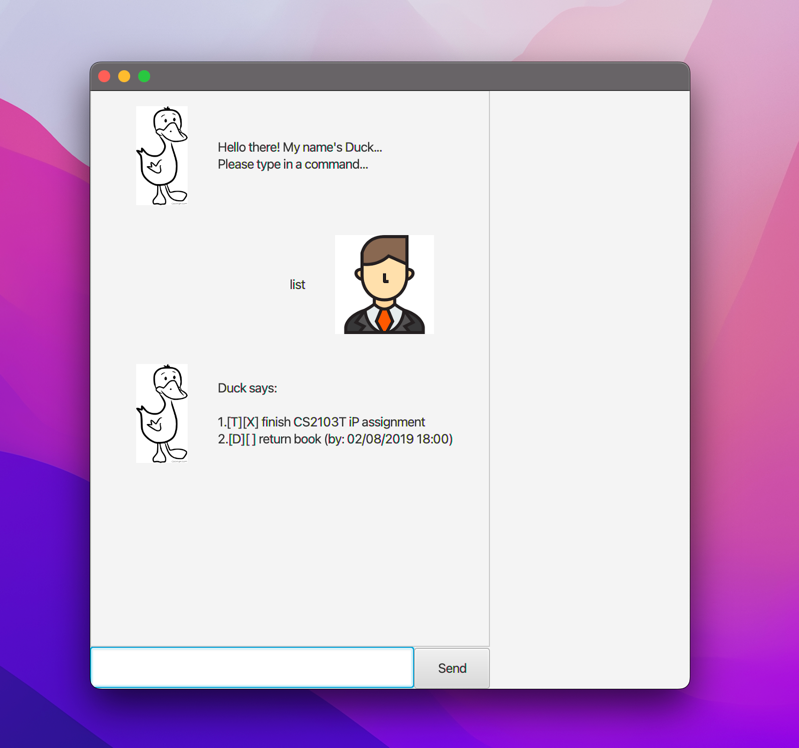 Hello there! My name's Duck...
Please type in a command...
list
Duck says:
1.[T][X] finish CS2103T iP assignment
2.[D][ ] return book (by: 02/08/2019 18:00)
Send